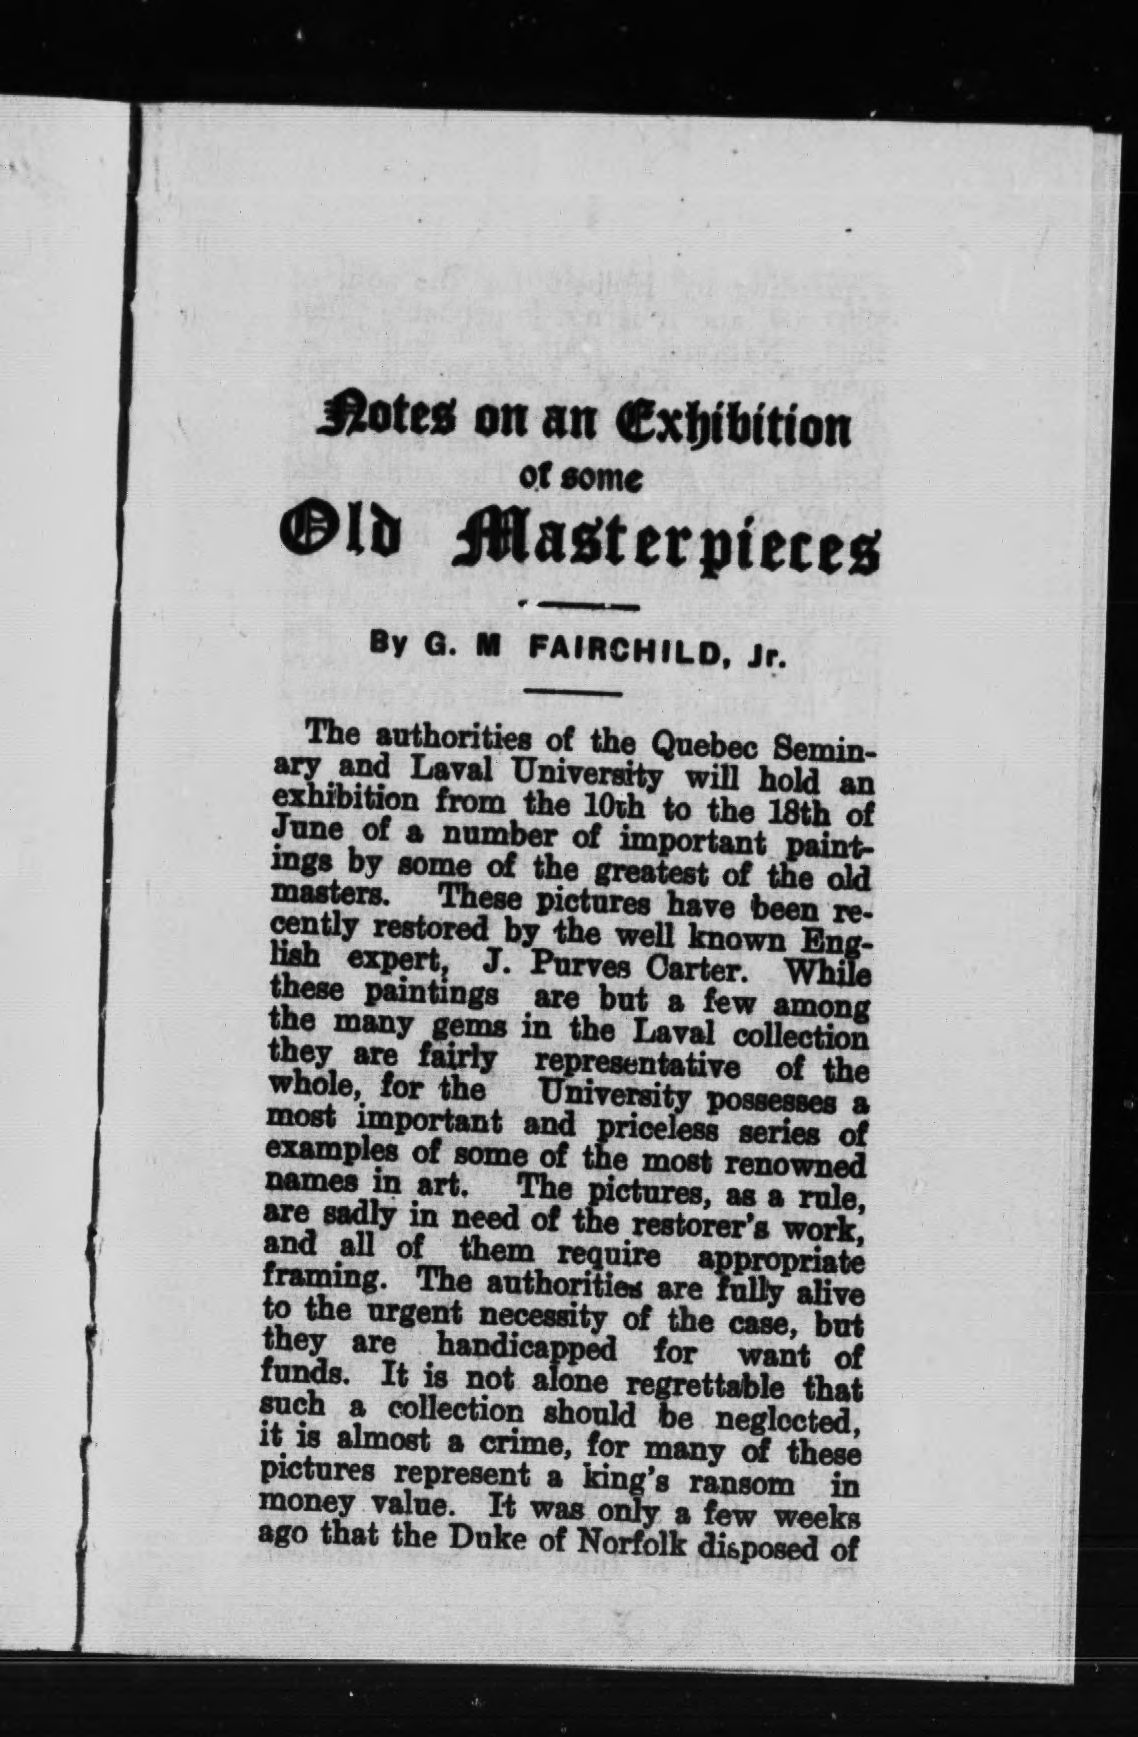 Notes on an Exhibition
of some
Old Masterpieces
By G. M FAIRCHILD, Jr.
The authorities of the Quebec Semin-
ary and Laval University will hold an
exhibition from the 10th to the 18th of
June of a number of important paint-
ings by some of the greatest of the old
masters. These pictures have been re-
cently restored by the well known Eng-
lish expert, J. Purves Carter. While
these paintings are but a few among
the many gems in the Laval collection
they are fairly representative of the
whole, for the University possesses a
most important and priceless series of
examples of some of the most renowned
names in art. The pictures, as a rule,
are sadly in need of the restorer's work,
and all of them require appropriate
framing. The authorities are fully alive
to the urgent necessity of the case, but
they are handicapped for want of
funds. It is not alone regrettable that
such a collection should be neglected,
it is almost a crime, for many of these
pictures represent a king's ransom in
money value. It was only a few weeks
ago that the Duke of Norfolk disposed of